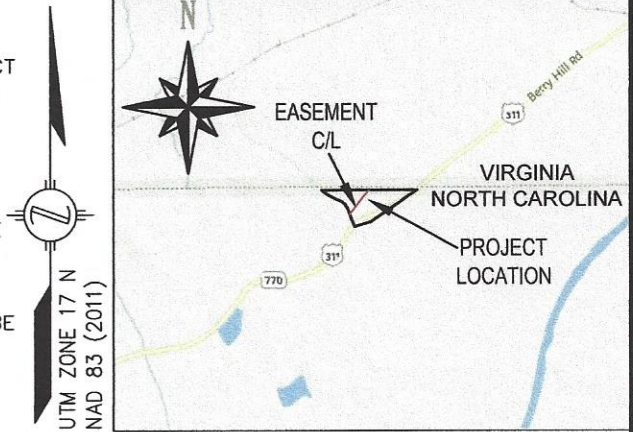 CT
BE
UTM ZONE 17 N
NAD 83 (2011)
N
EASEMENT
C/L
311
Berry Hill Rd
VIRGINIA
NORTH CAROLINA
PROJECT
LOCATION
311
770